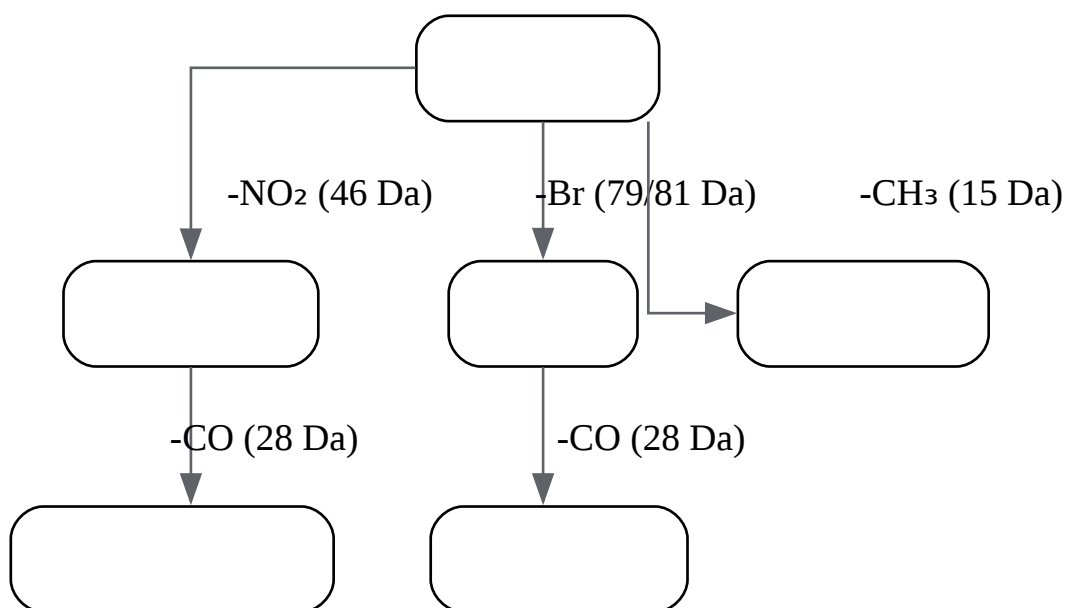 -NO₂ (46 Da)
-Br (79/81 Da)
-CH₃ (15 Da)
-CO (28 Da)
-CO (28 Da)